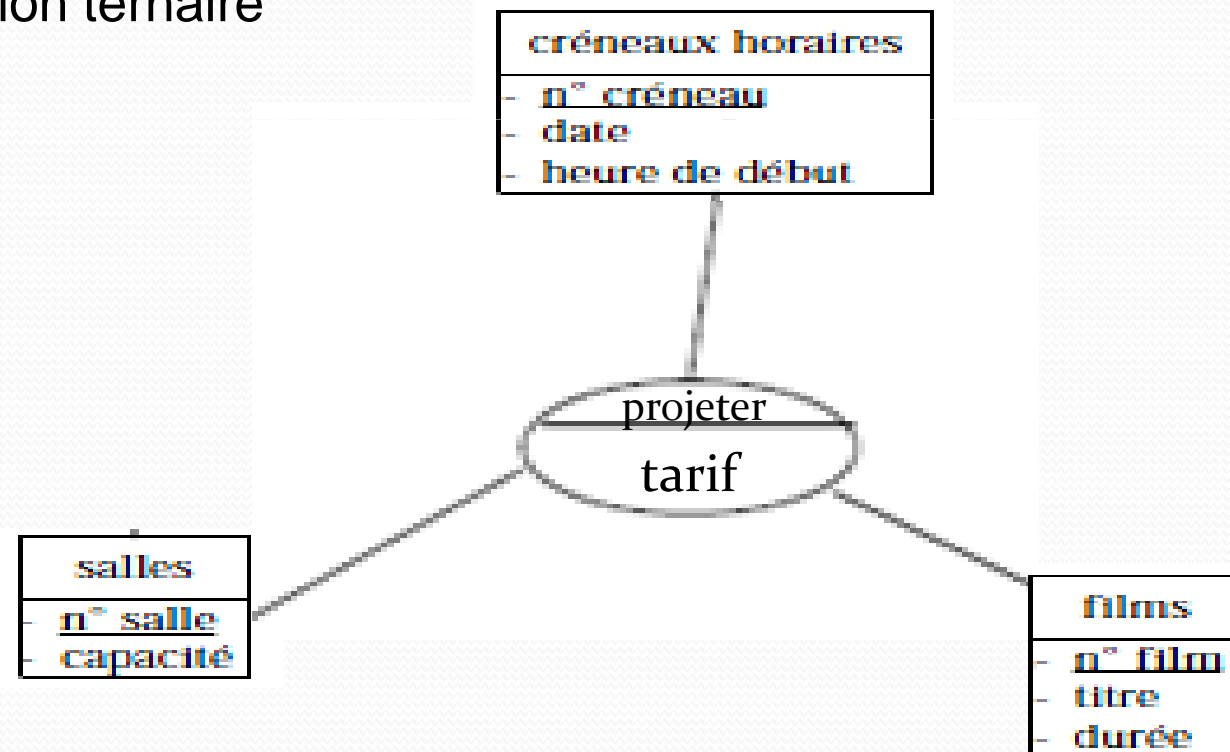 ion ternaire
créneaux horaires
- n° créneau
- date
- heure de début
projeter
tarif
salles
- n° salle
- capacité
films
- n° film
- titre
- durée